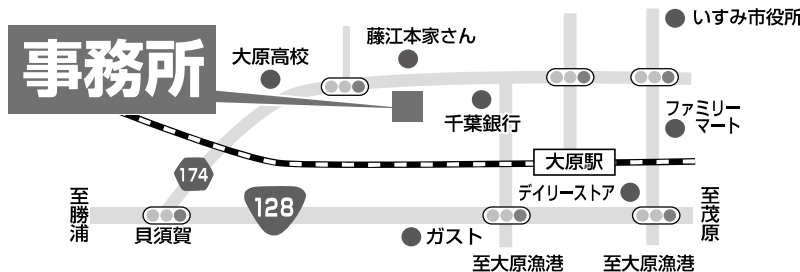 いすみ市役所
藤江本家さん
大原高校
事務所
千葉銀行
ファミリー
マート
大原駅
174
デイリーストア
至勝浦
128
至茂原
貝須賀
ガスト
至大原漁港
至大原漁港